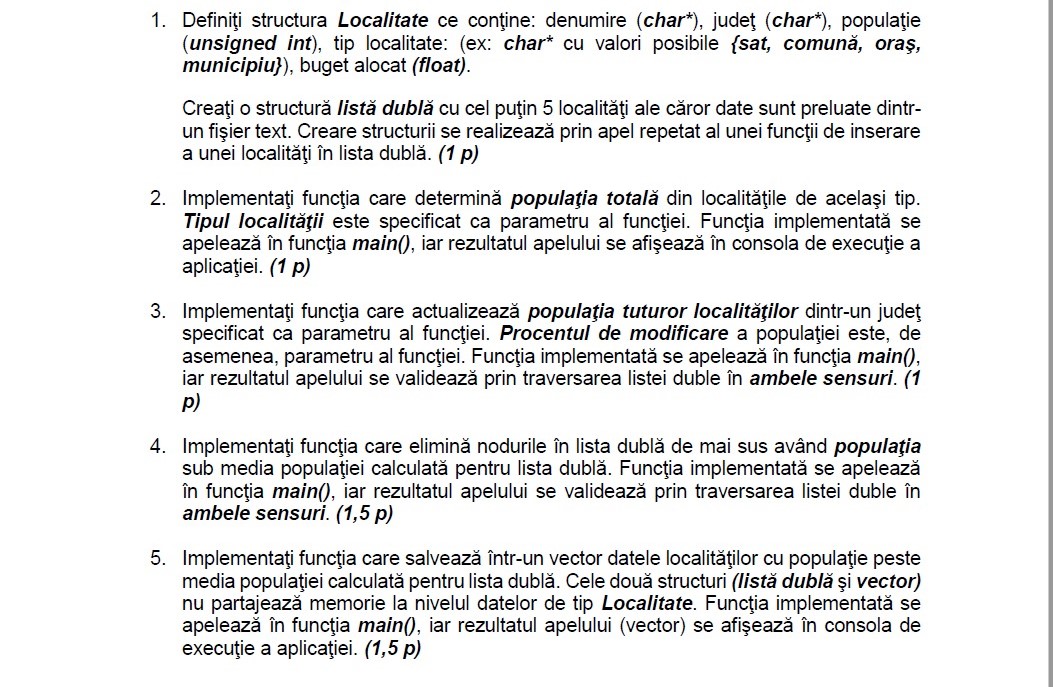 1. Definiţi structura Localitate ce conţine: denumire (char*), judeţ (char*), populaţie
(unsigned int), tip localitate: (ex: char* cu valori posibile {sat, comună, oraş,
municipiu}), buget alocat (float).
Creaţi o structură listă dublă cu cel puţin 5 localităţi ale căror date sunt preluate dintr-
un fişier text. Creare structurii se realizează prin apel repetat al unei funcţii de inserare
a unei localităţi în lista dublă. (1 p)
2. Implementaţi funcţia care determină populaţia totală din localităţile de acelaşi tip.
Tipul localităţii este specificat ca parametru al funcţiei. Funcţia implementată se
apelează în funcţia main(), iar rezultatul apelului se afişează în consola de execuţie a
aplicaţiei. (1 p)
3. Implementaţi funcţia care actualizează populaţia tuturor localităţilor dintr-un judeţ
specificat ca parametru al funcţiei. Procentul de modificare a populaţiei este, de
asemenea, parametru al funcţiei. Funcţia implementată se apelează în funcţia main(),
iar rezultatul apelului se validează prin traversarea listei duble în ambele sensuri. (1
p)
4. Implementaţi funcţia care elimină nodurile în lista dublă de mai sus având populaţia
sub media populaţiei calculată pentru lista dublă. Funcţia implementată se apelează
în funcţia main(), iar rezultatul apelului se validează prin traversarea listei duble în
ambele sensuri. (1,5 p)
5. Implementaţi funcţia care salvează într-un vector datele localităţilor cu populaţie peste
media populaţiei calculată pentru lista dublă. Cele două structuri (listă dublă şi vector)
nu partajează memorie la nivelul datelor de tip Localitate. Funcţia implementată se
apelează în funcţia main(), iar rezultatul apelului (vector) se afişează în consola de
execuţie a aplicaţiei. (1,5 p)